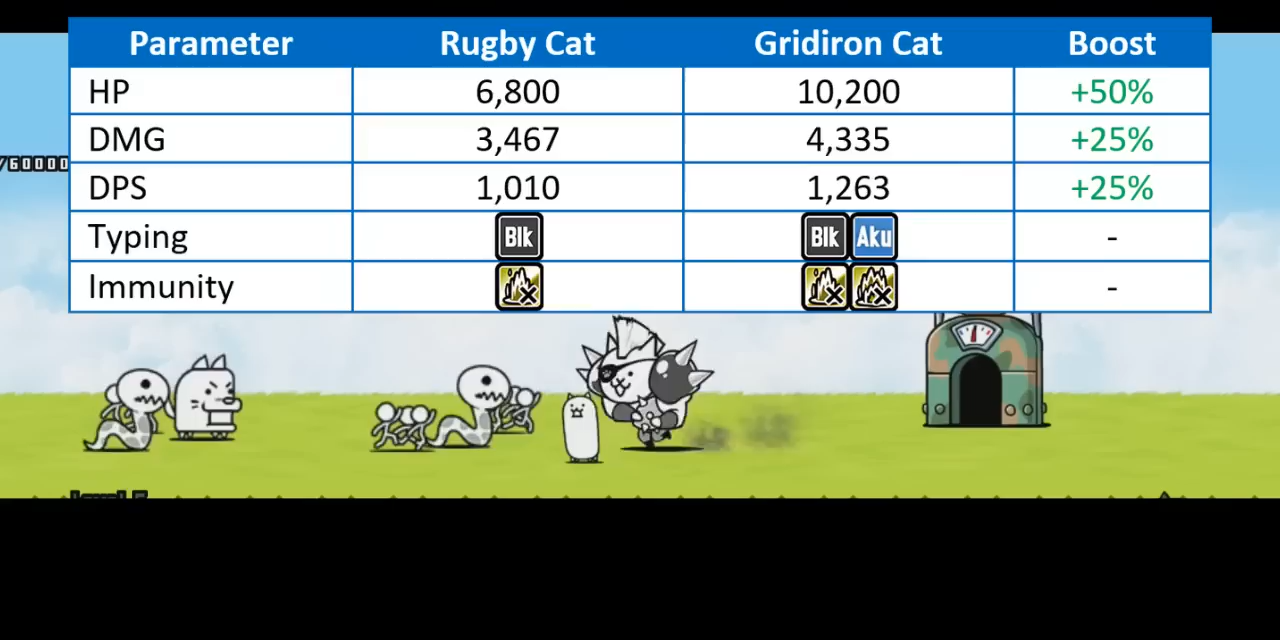 Parameter Rugby Cat Gridiron Cat Boost
HP 6,800 10,200 +50%
DMG 3,467 4,335 +25%
/60000
DPS 1,010 1,263 +25%
Typing Blk Blk Aku -
Immunity -